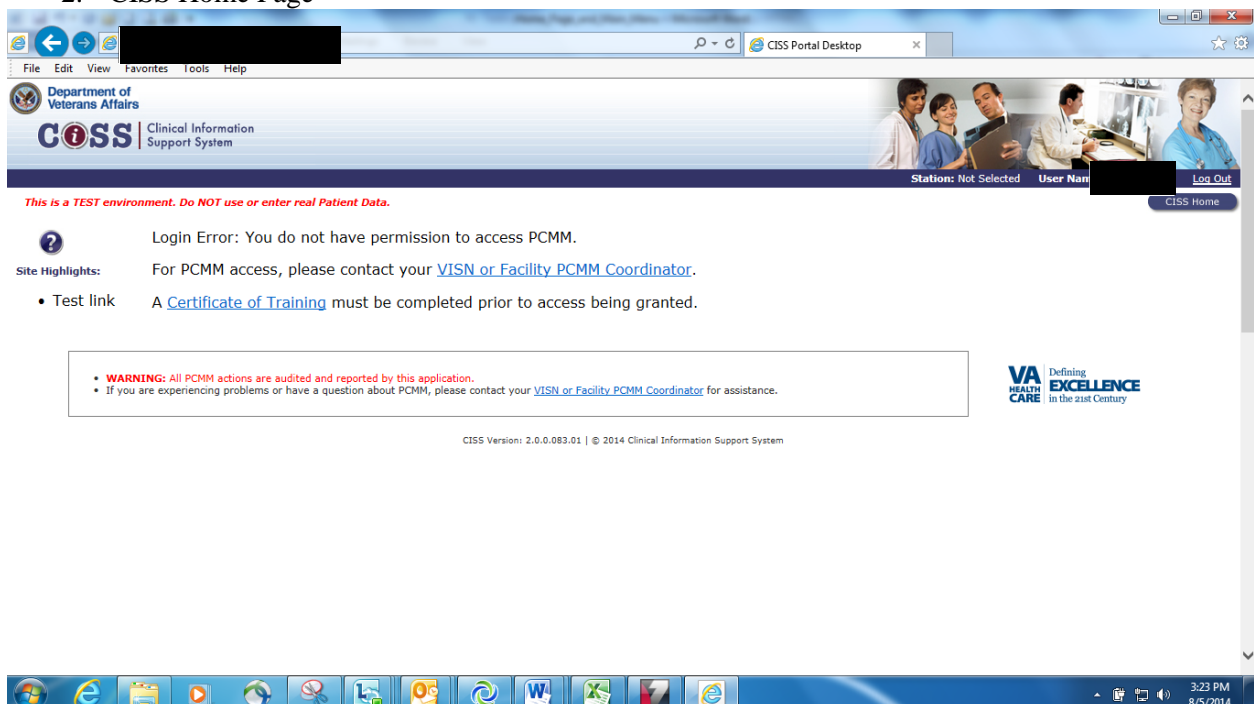 2. CISS Home Page
CISS Portal Desktop
File Edit View Favorites Tools Help
Department of
Veterans Affairs
CiSS Clinical Information
Support System
Station: Not Selected User Nam Log Out
This is a TEST environment. Do NOT use or enter real Patient Data.
CISS Home
Login Error: You do not have permission to access PCMM.
Site Highlights:
For PCMM access, please contact your VISN or Facility PCMM Coordinator.
• Test link
A Certificate of Training must be completed prior to access being granted.
• WARNING: All PCMM actions are audited and reported by this application.
• If you are experiencing problems or have a question about PCMM, please contact your VISN or Facility PCMM Coordinator for assistance.
VA
HEALTH
CARE
Defining
EXCELLENCE
in the 21st Century
CISS Version: 2.0.0.083.01 | © 2014 Clinical Information Support System
3:23 PM
8/5/2014